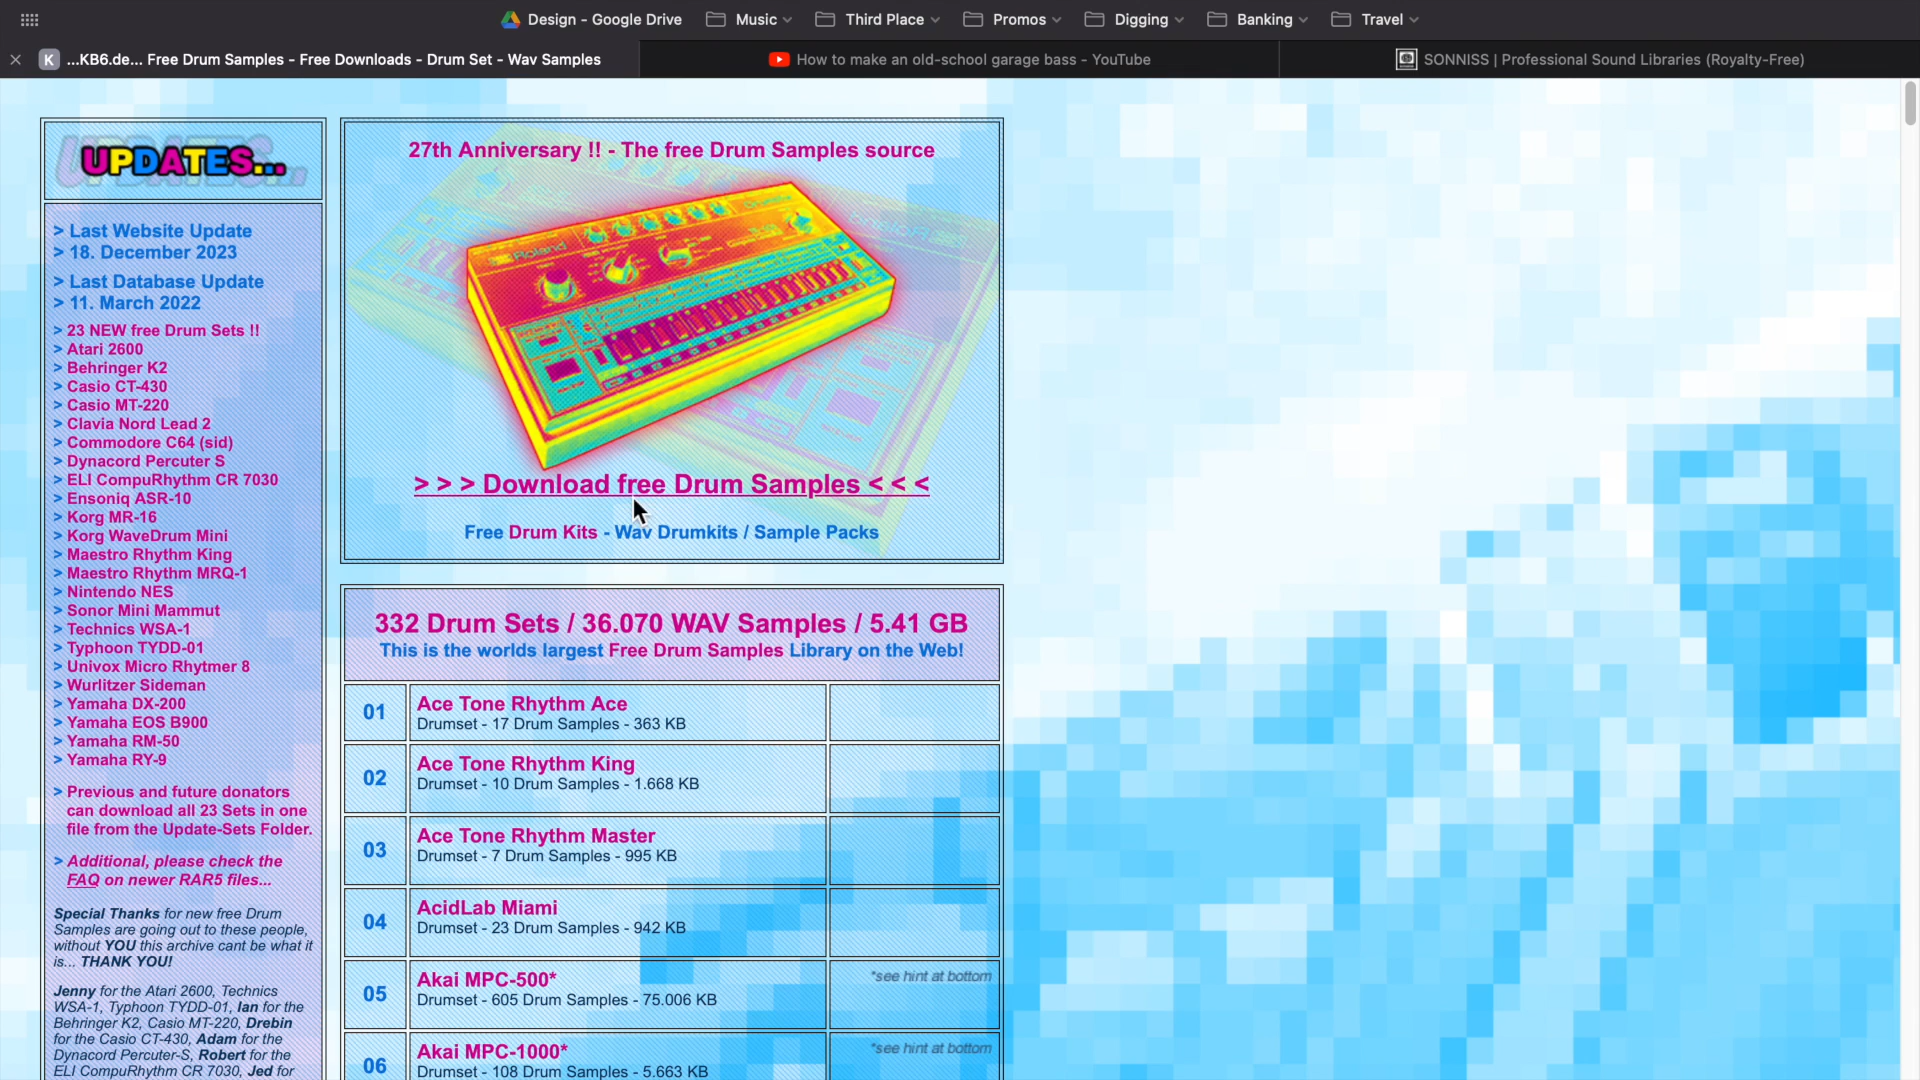 Design - Google Drive
Music
Third Place
Promos
Digging
Banking
Travel
K
...KB6.de... Free Drum Samples - Free Downloads - Drum Set - Wav Samples
How to make an old-school garage bass - YouTube
SONNISS | Professional Sound Libraries (Royalty-Free)
UPDATES...
> Last Website Update
> 18. December 2023
> Last Database Update
> 11. March 2022
> 23 NEW free Drum Sets !!
> Atari 2600
> Behringer K2
> Casio CT-430
> Casio MT-220
> Clavia Nord Lead 2
> Commodore C64 (sid)
> Dynacord Percuter S
> ELI CompuRhythm CR 7030
> Ensoniq ASR-10
> Korg MR-16
> Korg WaveDrum Mini
> Maestro Rhythm King
> Maestro Rhythm MRQ-1
> Nintendo NES
> Sonor Mini Mammut
> Technics WSA-1
> Typhoon TYDD-01
> Univox Micro Rhytmer 8
> Wurlitzer Sideman
> Yamaha DX-200
> Yamaha EOS B900
> Yamaha RM-50
> Yamaha RY-9
> Previous and future donators
can download all 23 Sets in one
file from the Update-Sets Folder.
> Additional, please check the
FAQ on newer RAR5 files...
Special Thanks for new free Drum
Samples are going out to these people,
without YOU this archive cant be what it
is... THANK YOU!
Jenny for the Atari 2600, Technics
WSA-1, Typhoon TYDD-01, Ian for the
Behringer K2, Casio MT-220, Drebin
for the Casio CT-430, Adam for the
Dynacord Percuter-S, Robert for the
ELI CompuRhythm CR 7030, Jed for
27th Anniversary !! - The free Drum Samples source
Roland
> > > Download free Drum Samples < < <
Free Drum Kits - Wav Drumkits / Sample Packs
332 Drum Sets / 36.070 WAV Samples / 5.41 GB
This is the worlds largest Free Drum Samples Library on the Web!
01
Ace Tone Rhythm Ace
Drumset - 17 Drum Samples - 363 KB
02
Ace Tone Rhythm King
Drumset - 10 Drum Samples - 1.668 KB
03
Ace Tone Rhythm Master
Drumset - 7 Drum Samples - 995 KB
04
AcidLab Miami
Drumset - 23 Drum Samples - 942 KB
05
Akai MPC-500*
Drumset - 605 Drum Samples - 75.006 KB
*see hint at bottom
06
Akai MPC-1000*
Drumset - 108 Drum Samples - 5.663 KB
*see hint at bottom